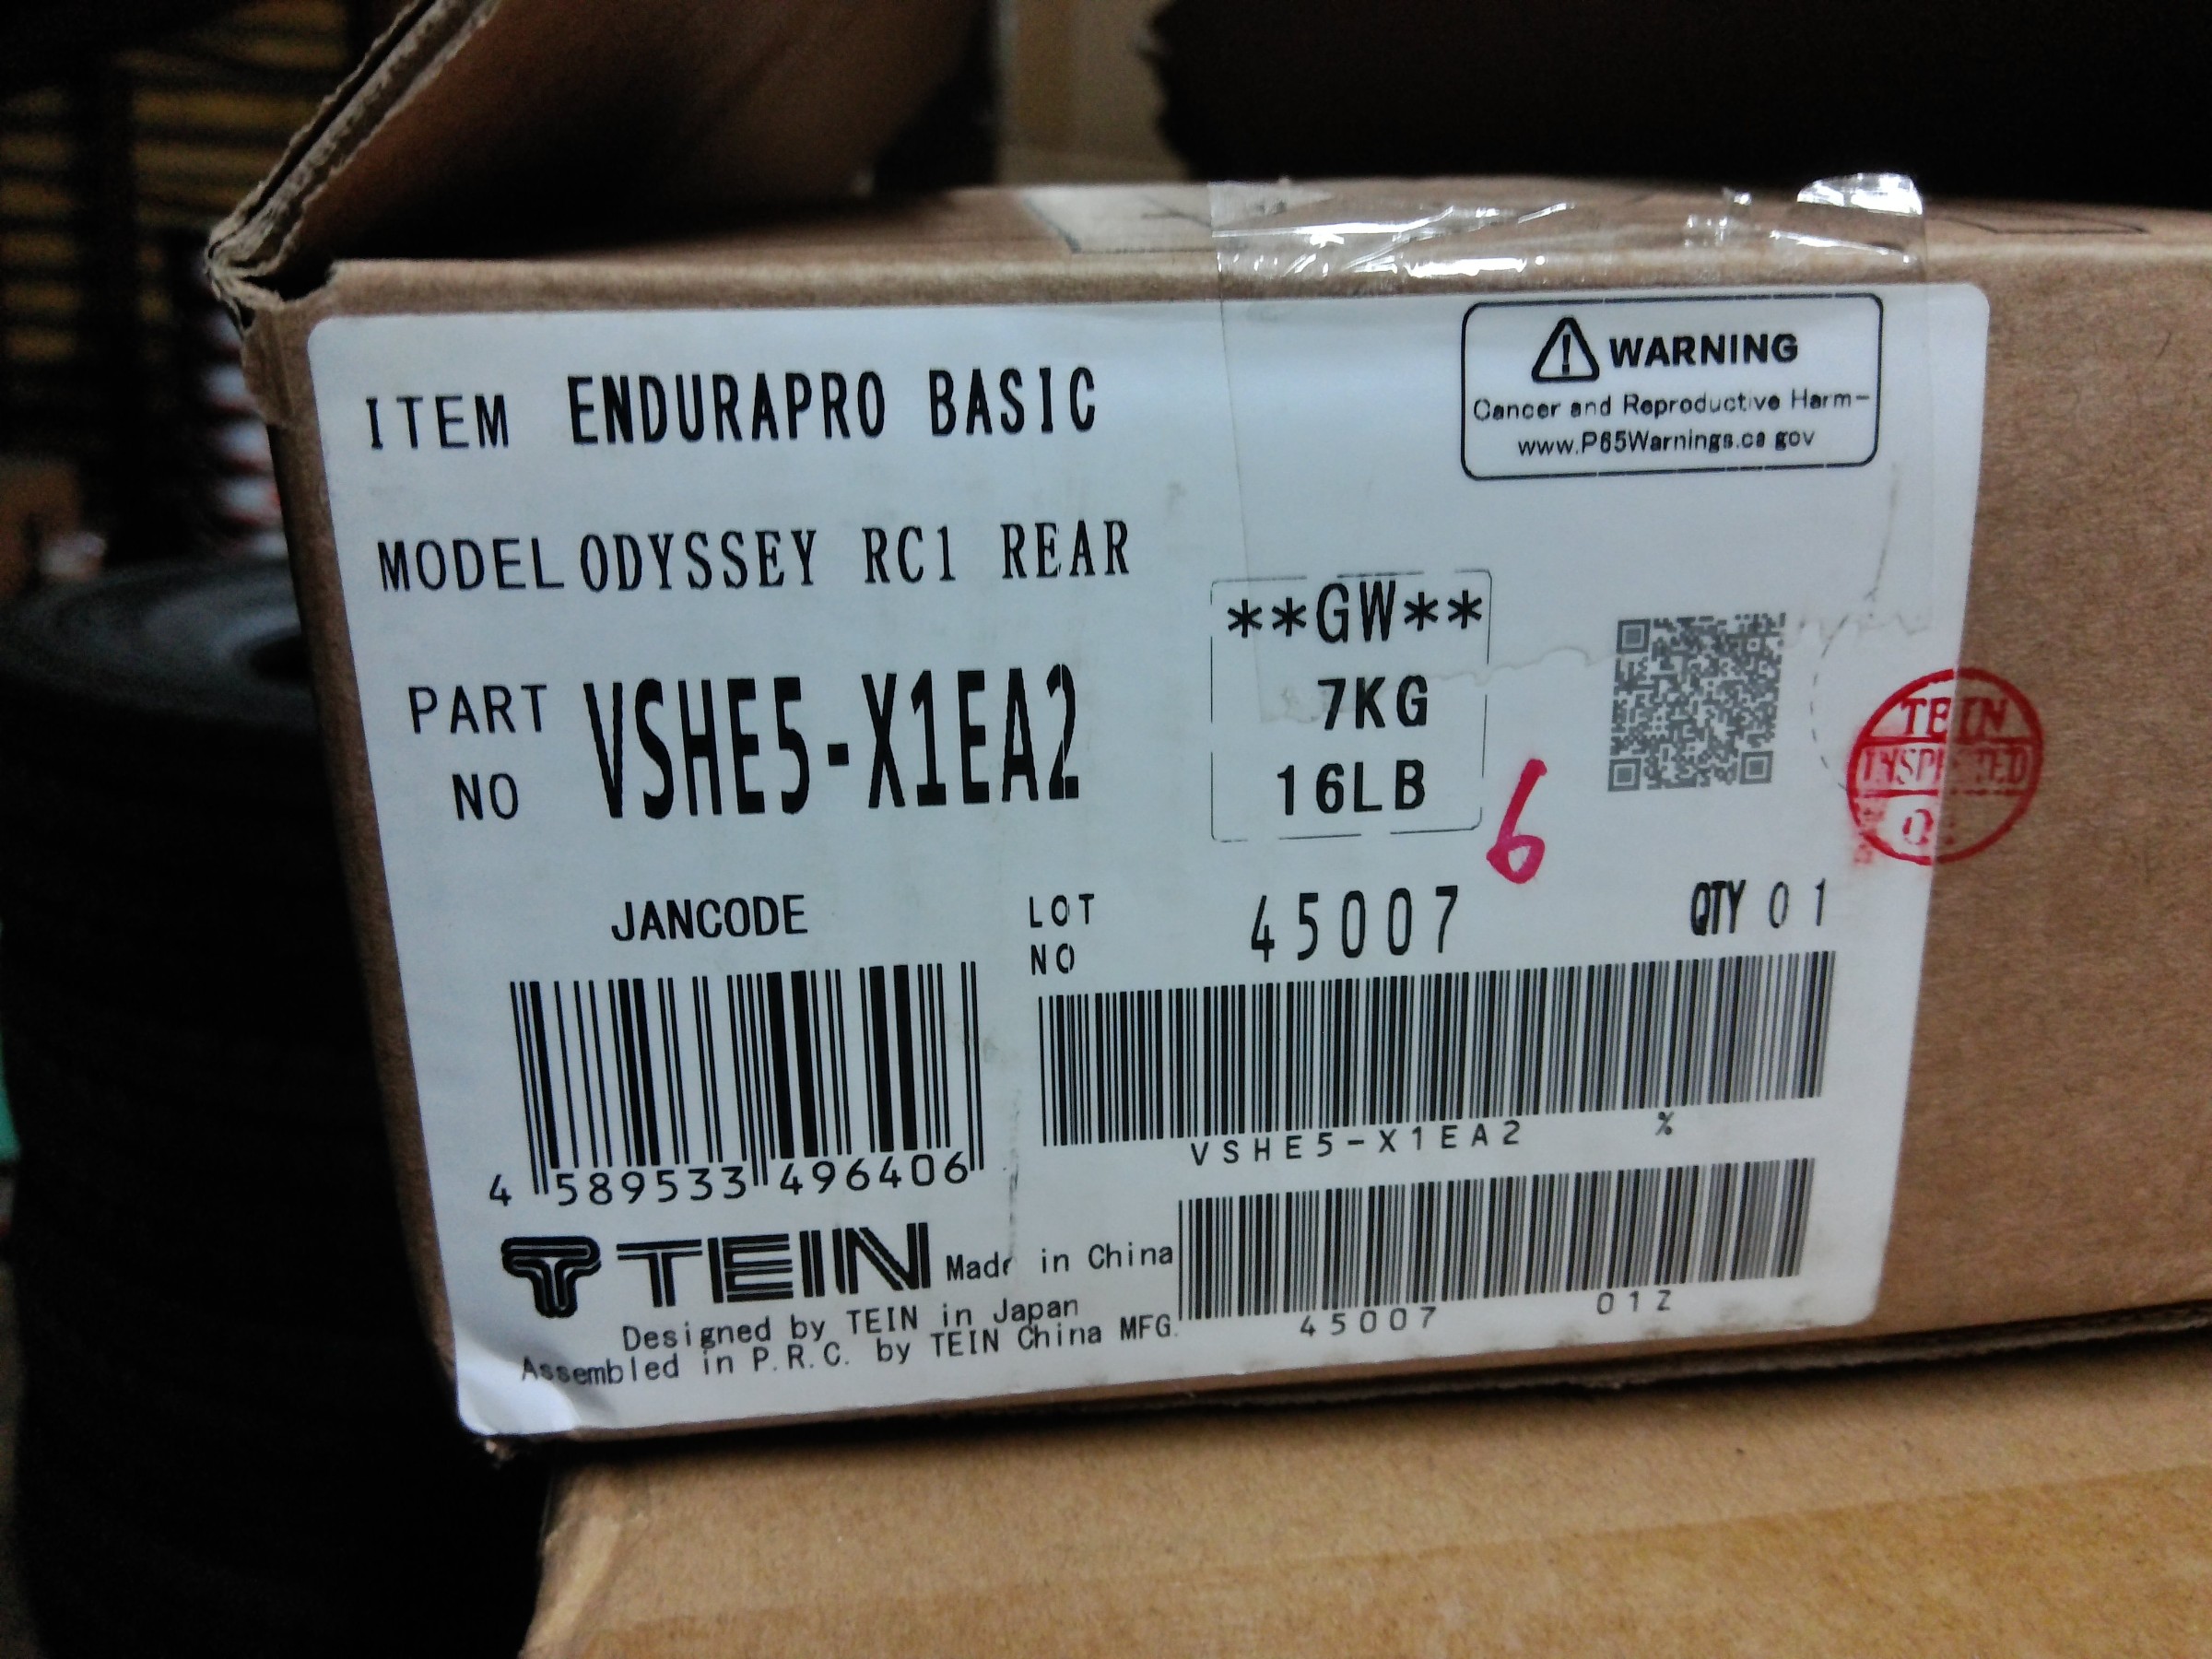 ITEM ENDURAPRO BASIC
WARNING
Cancer and Reproductive Harm-
www.P65Warnings.ca gov
MODEL ODYSSEY RC1 REAR
**GW**
7KG
16LB
PART NO VSHE5-X1EA2
6
TEIN
INSPECTED
JANCODE
LOT NO 45007
QTY 01
4 589533 496406
VSHE5-X1EA2 %
45007 01Z
TEIN Made in China
Designed by TEIN in Japan
Assembled in P.R.C. by TEIN China MFG.